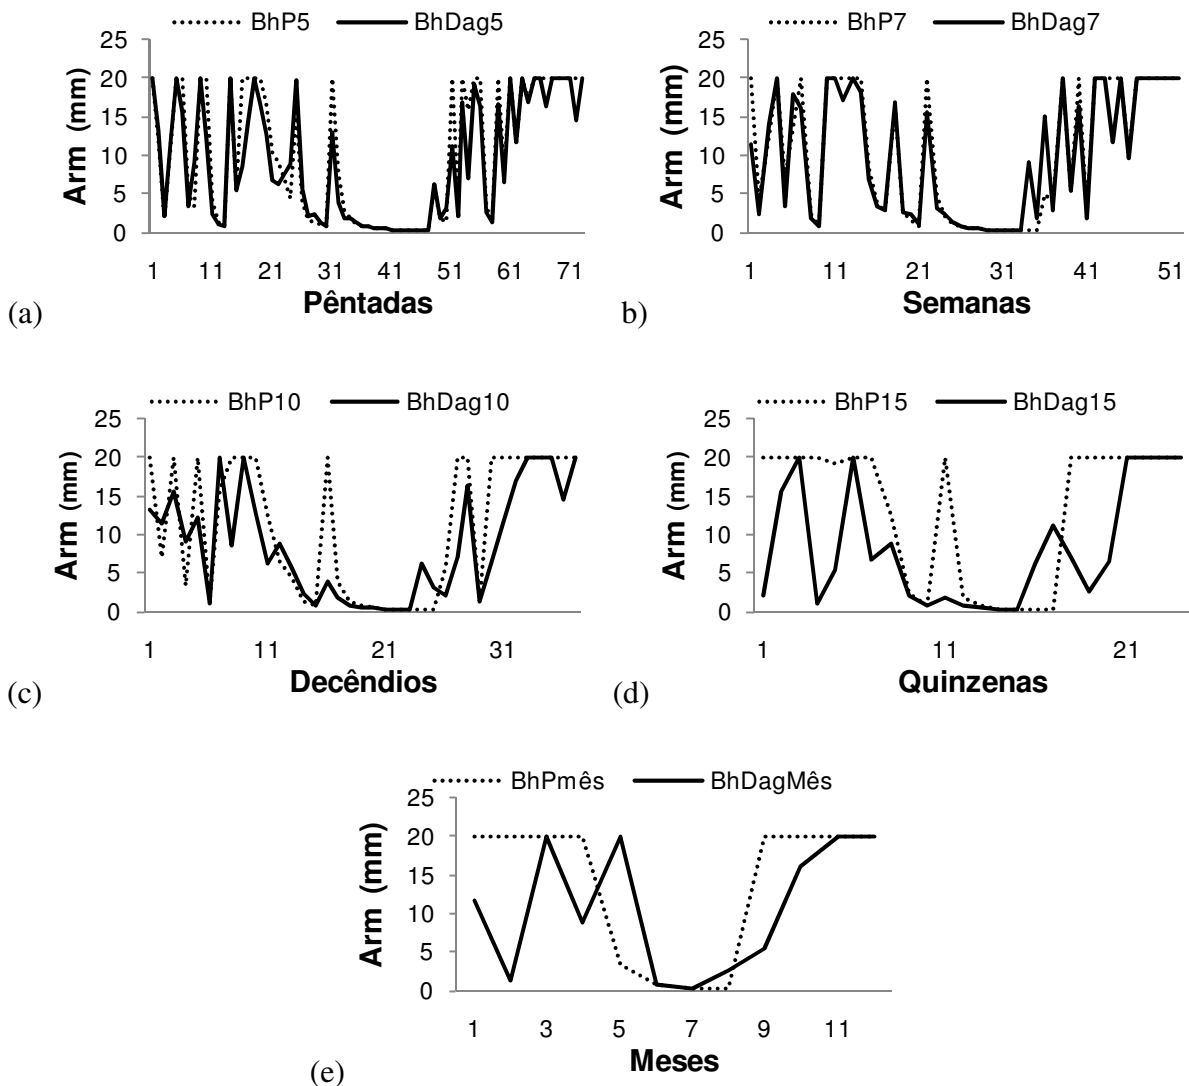 BhP5 BhDag5
25
20
15
10
5
0
Arm (mm)
1 11 21 31 41 51 61 71
Pêntadas
(a)
BhP7 BhDag7
25
20
15
10
5
0
Arm (mm)
1 11 21 31 41 51
Semanas
b)
BhP10 BhDag10
25
20
15
10
5
0
Arm (mm)
1 11 21 31
Decêndios
(c)
BhP15 BhDag15
25
20
15
10
5
0
Arm (mm)
1 11 21
Quinzenas
(d)
BhPmês BhDagMês
25
20
15
10
5
0
Arm (mm)
1 3 5 7 9 11
Meses
(e)